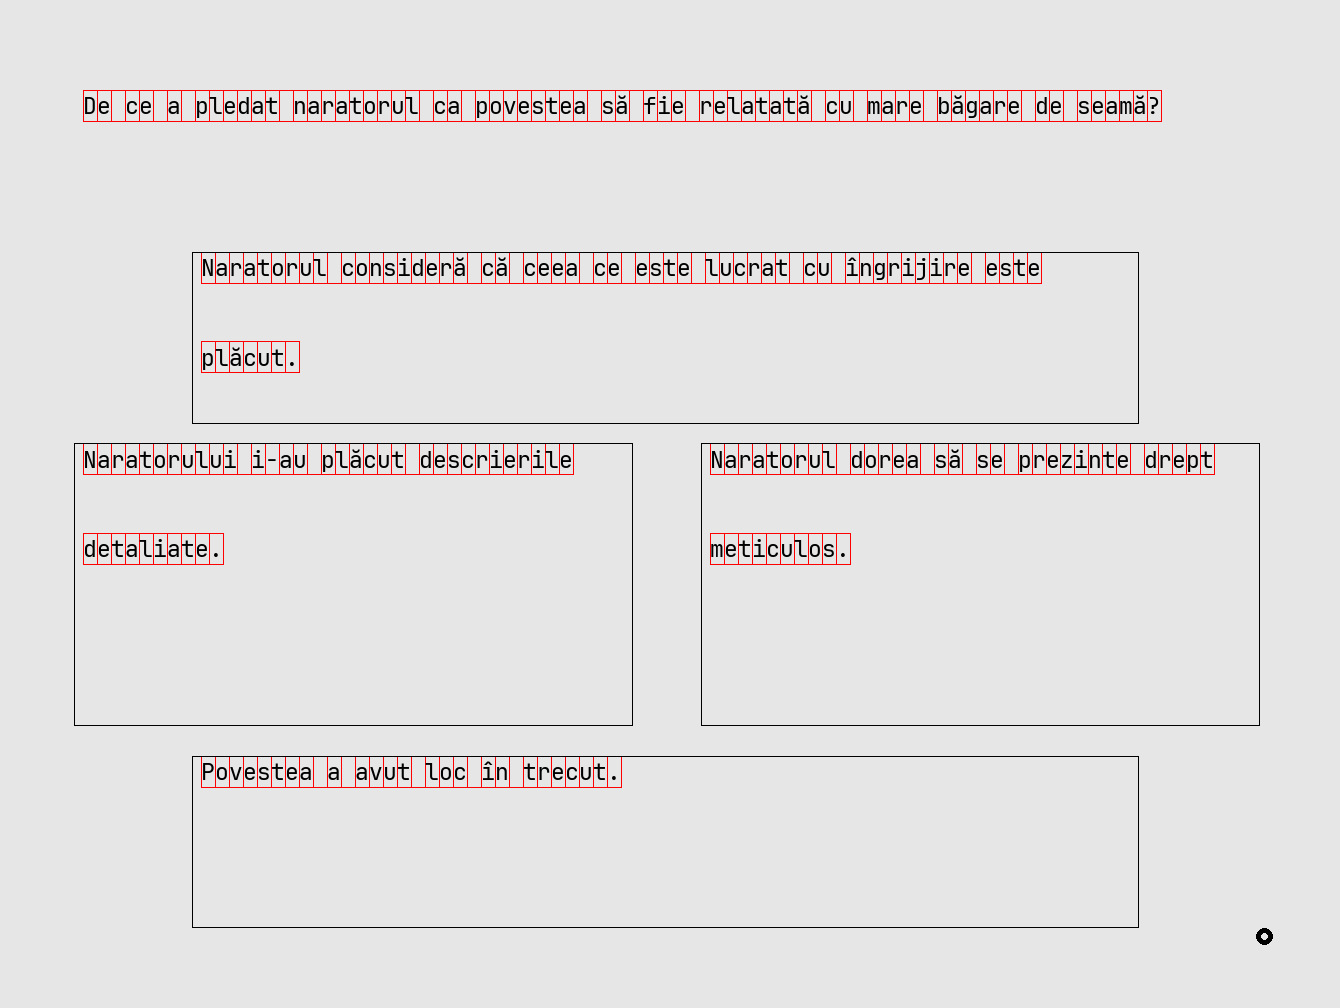 De ce a pledat naratorul ca povestea să fie relatată cu mare băgare de seamă?
Naratorul consideră că ceea ce este lucrat cu îngrijire este
plăcut.
Naratorului i-au plăcut descrierile
detaliate.
Naratorul dorea să se prezinte drept
meticulos.
Povestea a avut loc în trecut.